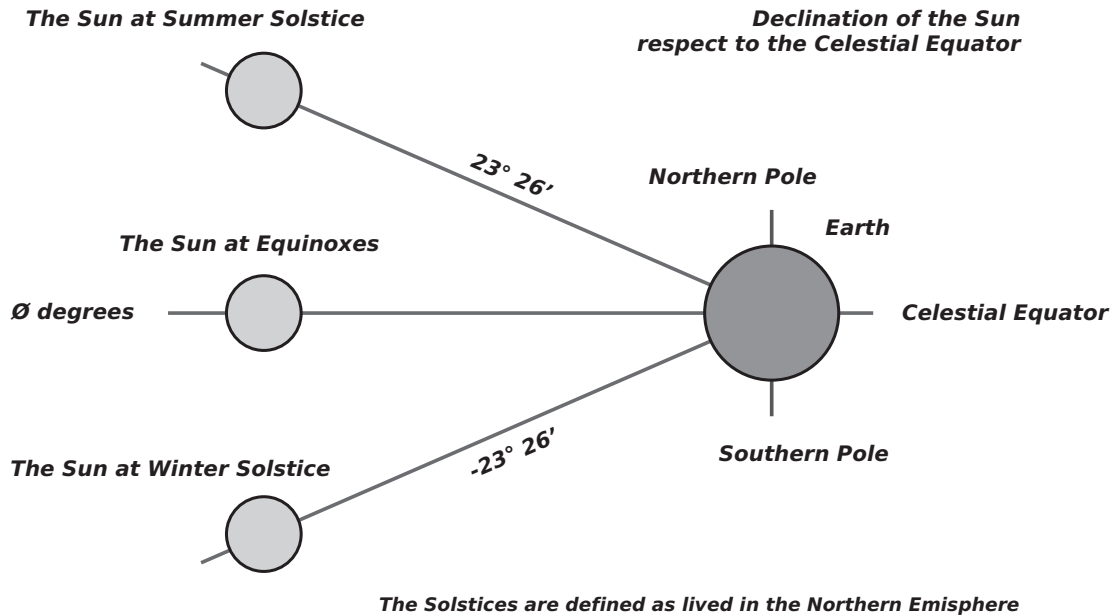 The Sun at Summer Solstice
Declination of the Sun
respect to the Celestial Equator
23° 26’
Northern Pole
Earth
The Sun at Equinoxes
Ø degrees
Celestial Equator
-23° 26’
Southern Pole
The Sun at Winter Solstice
The Solstices are defined as lived in the Northern Emisphere